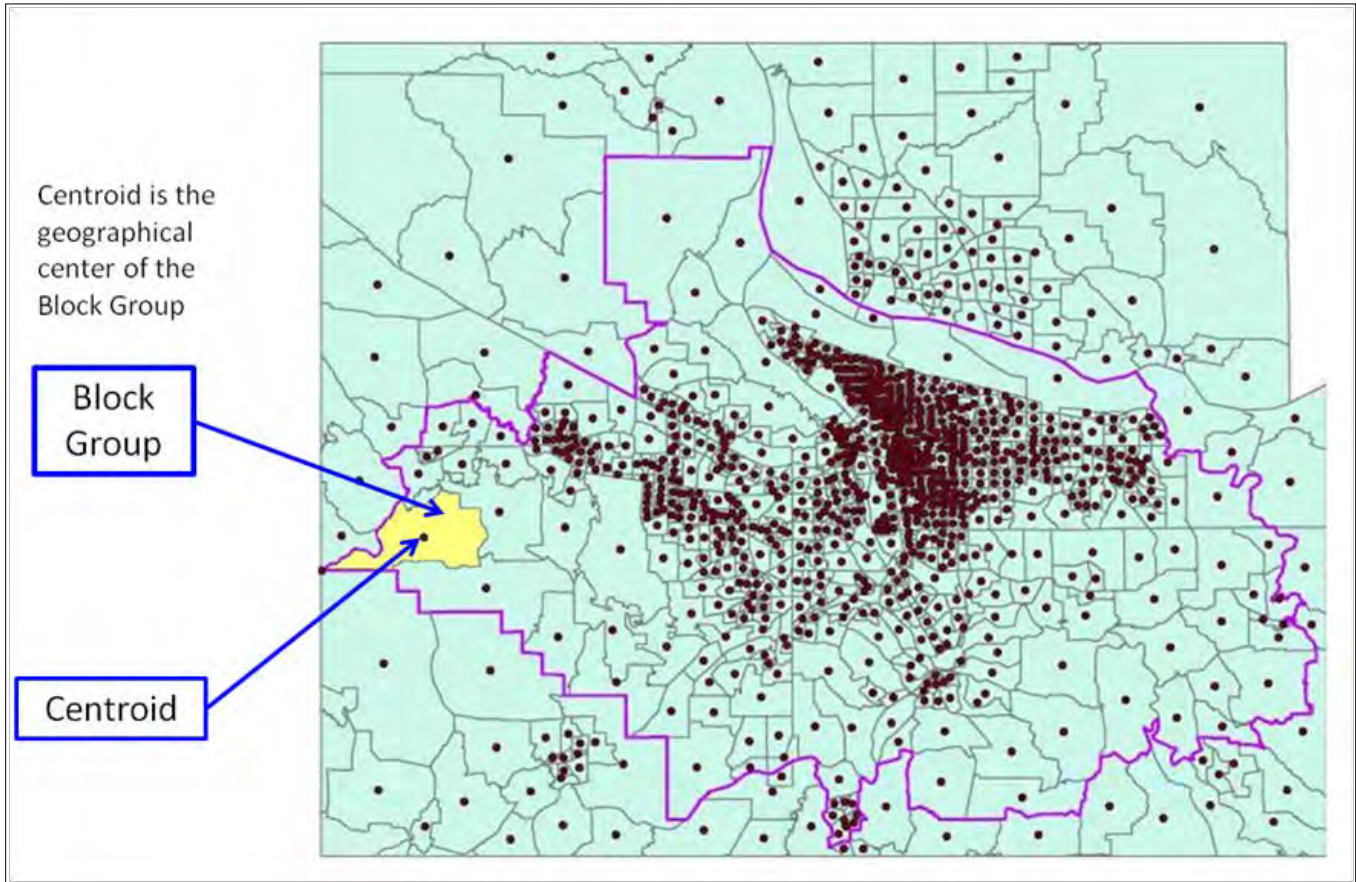 Centroid is the
geographical
center of the
Block Group
Block
Group
Centroid